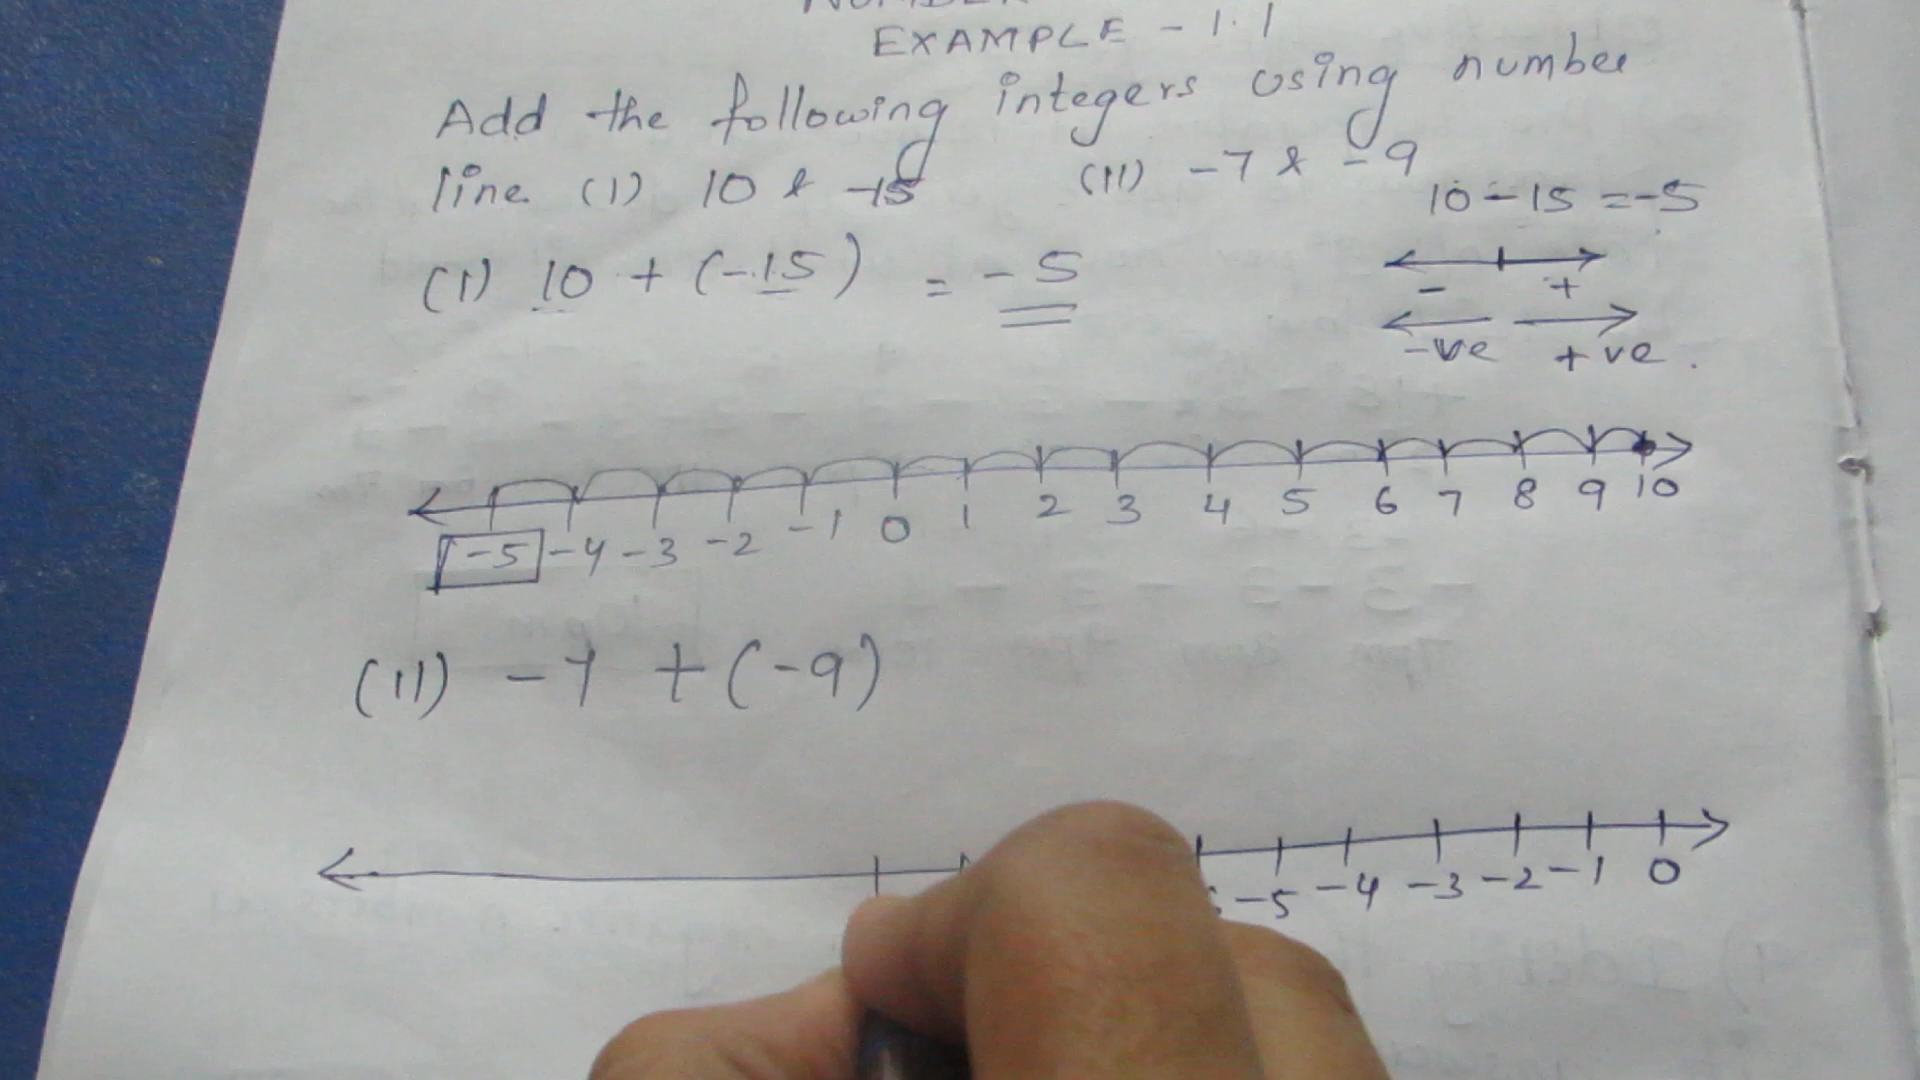 EXAMPLE - 1.1
Add the following integers using number
line (I) 10 & -15 (II) -7 & -9
10 - 15 = -5
(I) 10 + (-15) = -5
- +
-ve +ve.
-5 -4 -3 -2 -1 0 1 2 3 4 5 6 7 8 9 10
(II) -7 + (-9)
-5 -4 -3 -2 -1 0